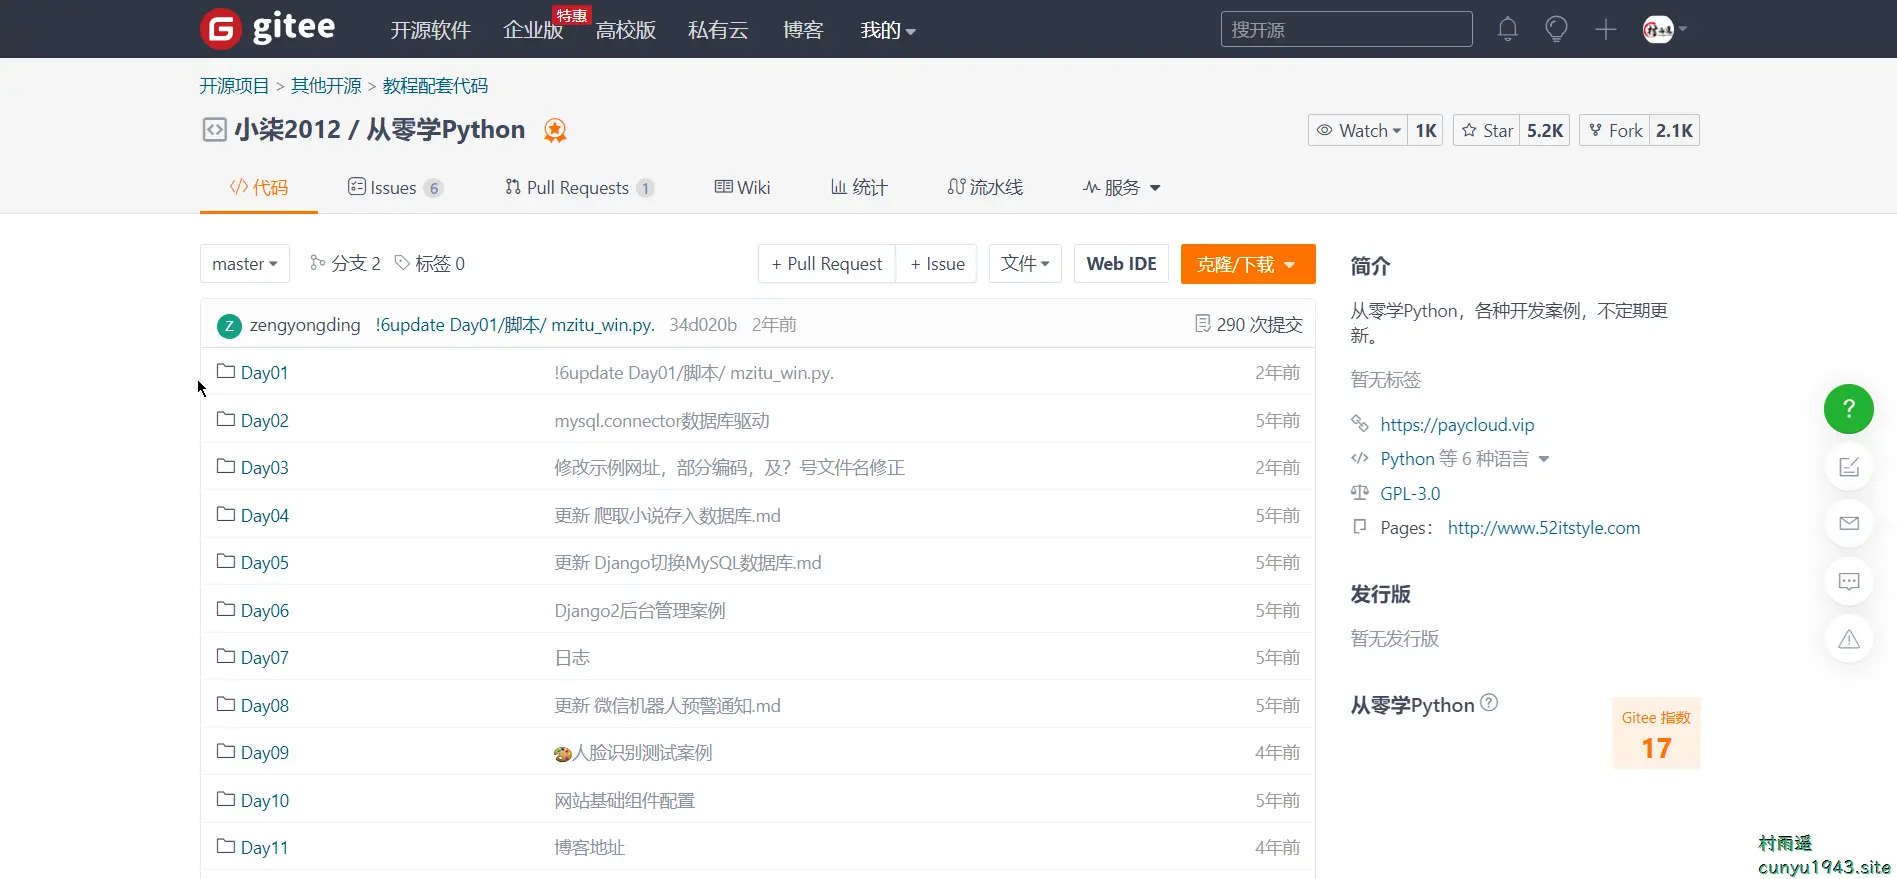 gitee 开源软件 企业版 特惠 高校版 私有云 博客 我的 搜开源
开源项目 > 其他开源 > 教程配套代码
小柒2012 / 从零学Python Watch 1K Star 5.2K Fork 2.1K
代码 Issues 6 Pull Requests 1 Wiki 统计 流水线 服务
master 分支 2 标签 0 + Pull Request + Issue 文件 Web IDE 克隆/下载
Z zengyongding !6update Day01/脚本/ mzitu_win.py. 34d020b 2年前 290 次提交
Day01 !6update Day01/脚本/ mzitu_win.py. 2年前
Day02 mysql.connector数据库驱动 5年前
Day03 修改示例网址，部分编码，及？号文件名修正 2年前
Day04 更新 爬取小说存入数据库.md 5年前
Day05 更新 Django切换MySQL数据库.md 5年前
Day06 Django2后台管理案例 5年前
Day07 日志 5年前
Day08 更新 微信机器人预警通知.md 5年前
Day09 人脸识别测试案例 4年前
Day10 网站基础组件配置 5年前
Day11 博客地址 4年前
简介
从零学Python，各种开发案例，不定期更
新。
暂无标签
https://paycloud.vip
Python 等 6 种语言
GPL-3.0
Pages： http://www.52itstyle.com
发行版
暂无发行版
从零学Python ?
Gitee 指数
17
?
村雨遥
cunyu1943.site